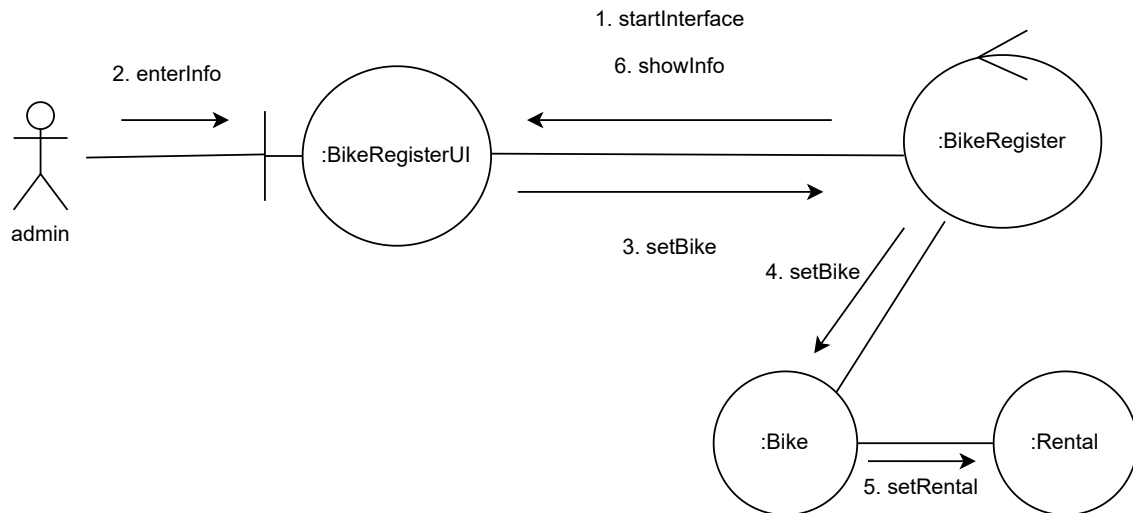 1. startInterface
6. showInfo
2. enterInfo
:BikeRegisterUI
:BikeRegister
admin
3. setBike
4. setBike
:Bike
:Rental
5. setRental